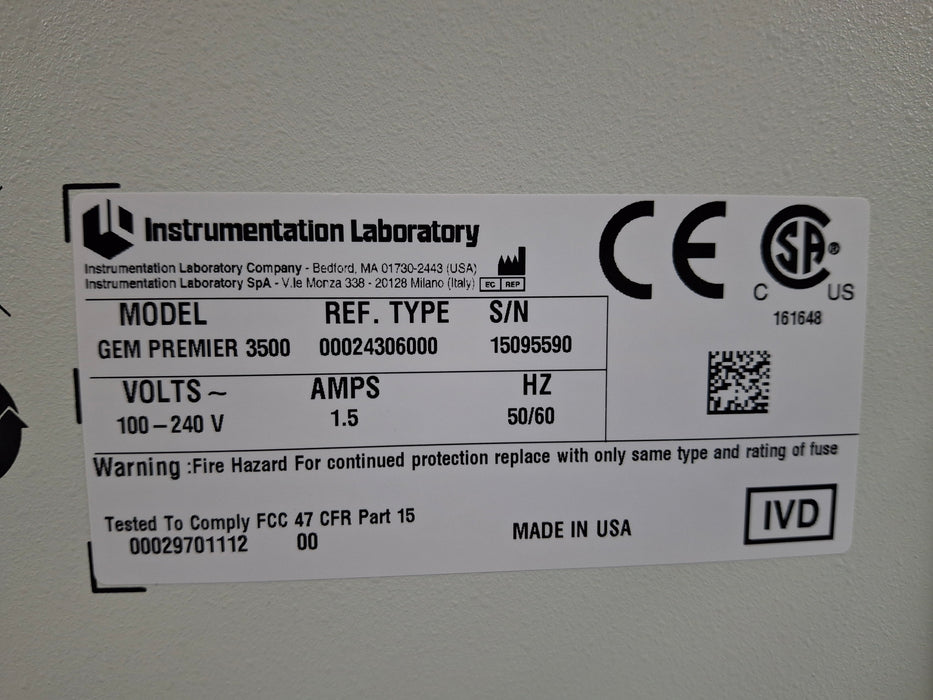 Instrumentation Laboratory
Instrumentation Laboratory Company - Bedford, MA 01730-2443 (USA)
Instrumentation Laboratory SpA - V.le Monza 338 - 20128 Milano (Italy) EC REP
CE
SA®
C US
161648
MODEL REF. TYPE S/N
GEM PREMIER 3500 00024306000 15095590
VOLTS ~ AMPS HZ
100-240 V 1.5 50/60
Warning :Fire Hazard For continued protection replace with only same type and rating of fuse
Tested To Comply FCC 47 CFR Part 15
00029701112 00
MADE IN USA
IVD